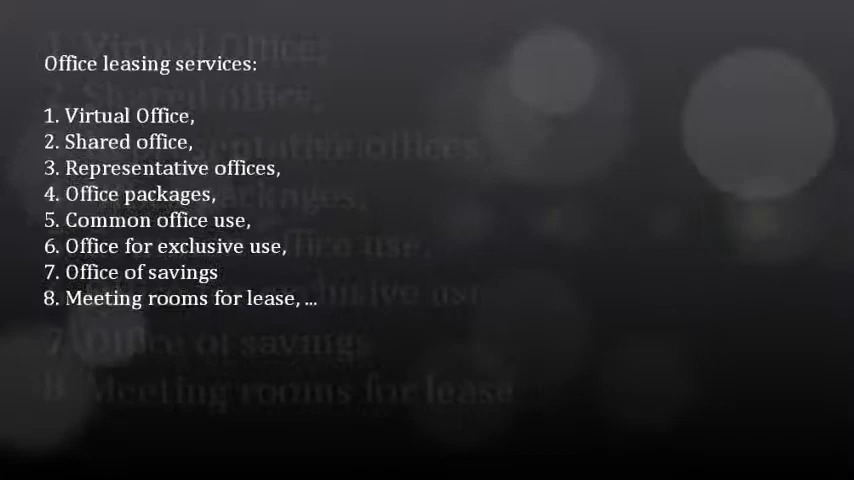 Office leasing services:
1. Virtual Office,
2. Shared office,
3. Representative offices,
4. Office packages,
5. Common office use,
6. Office for exclusive use,
7. Office of savings
8. Meeting rooms for lease, ...